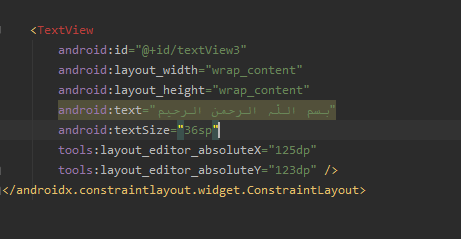 <TextView
android:id="@+id/textView3"
android:layout_width="wrap_content"
android:layout_height="wrap_content"
android:text="بسم الله الرحمن الرحيم"
android:textSize="36sp"
tools:layout_editor_absoluteX="125dp"
tools:layout_editor_absoluteY="123dp" />
</androidx.constraintlayout.widget.ConstraintLayout>